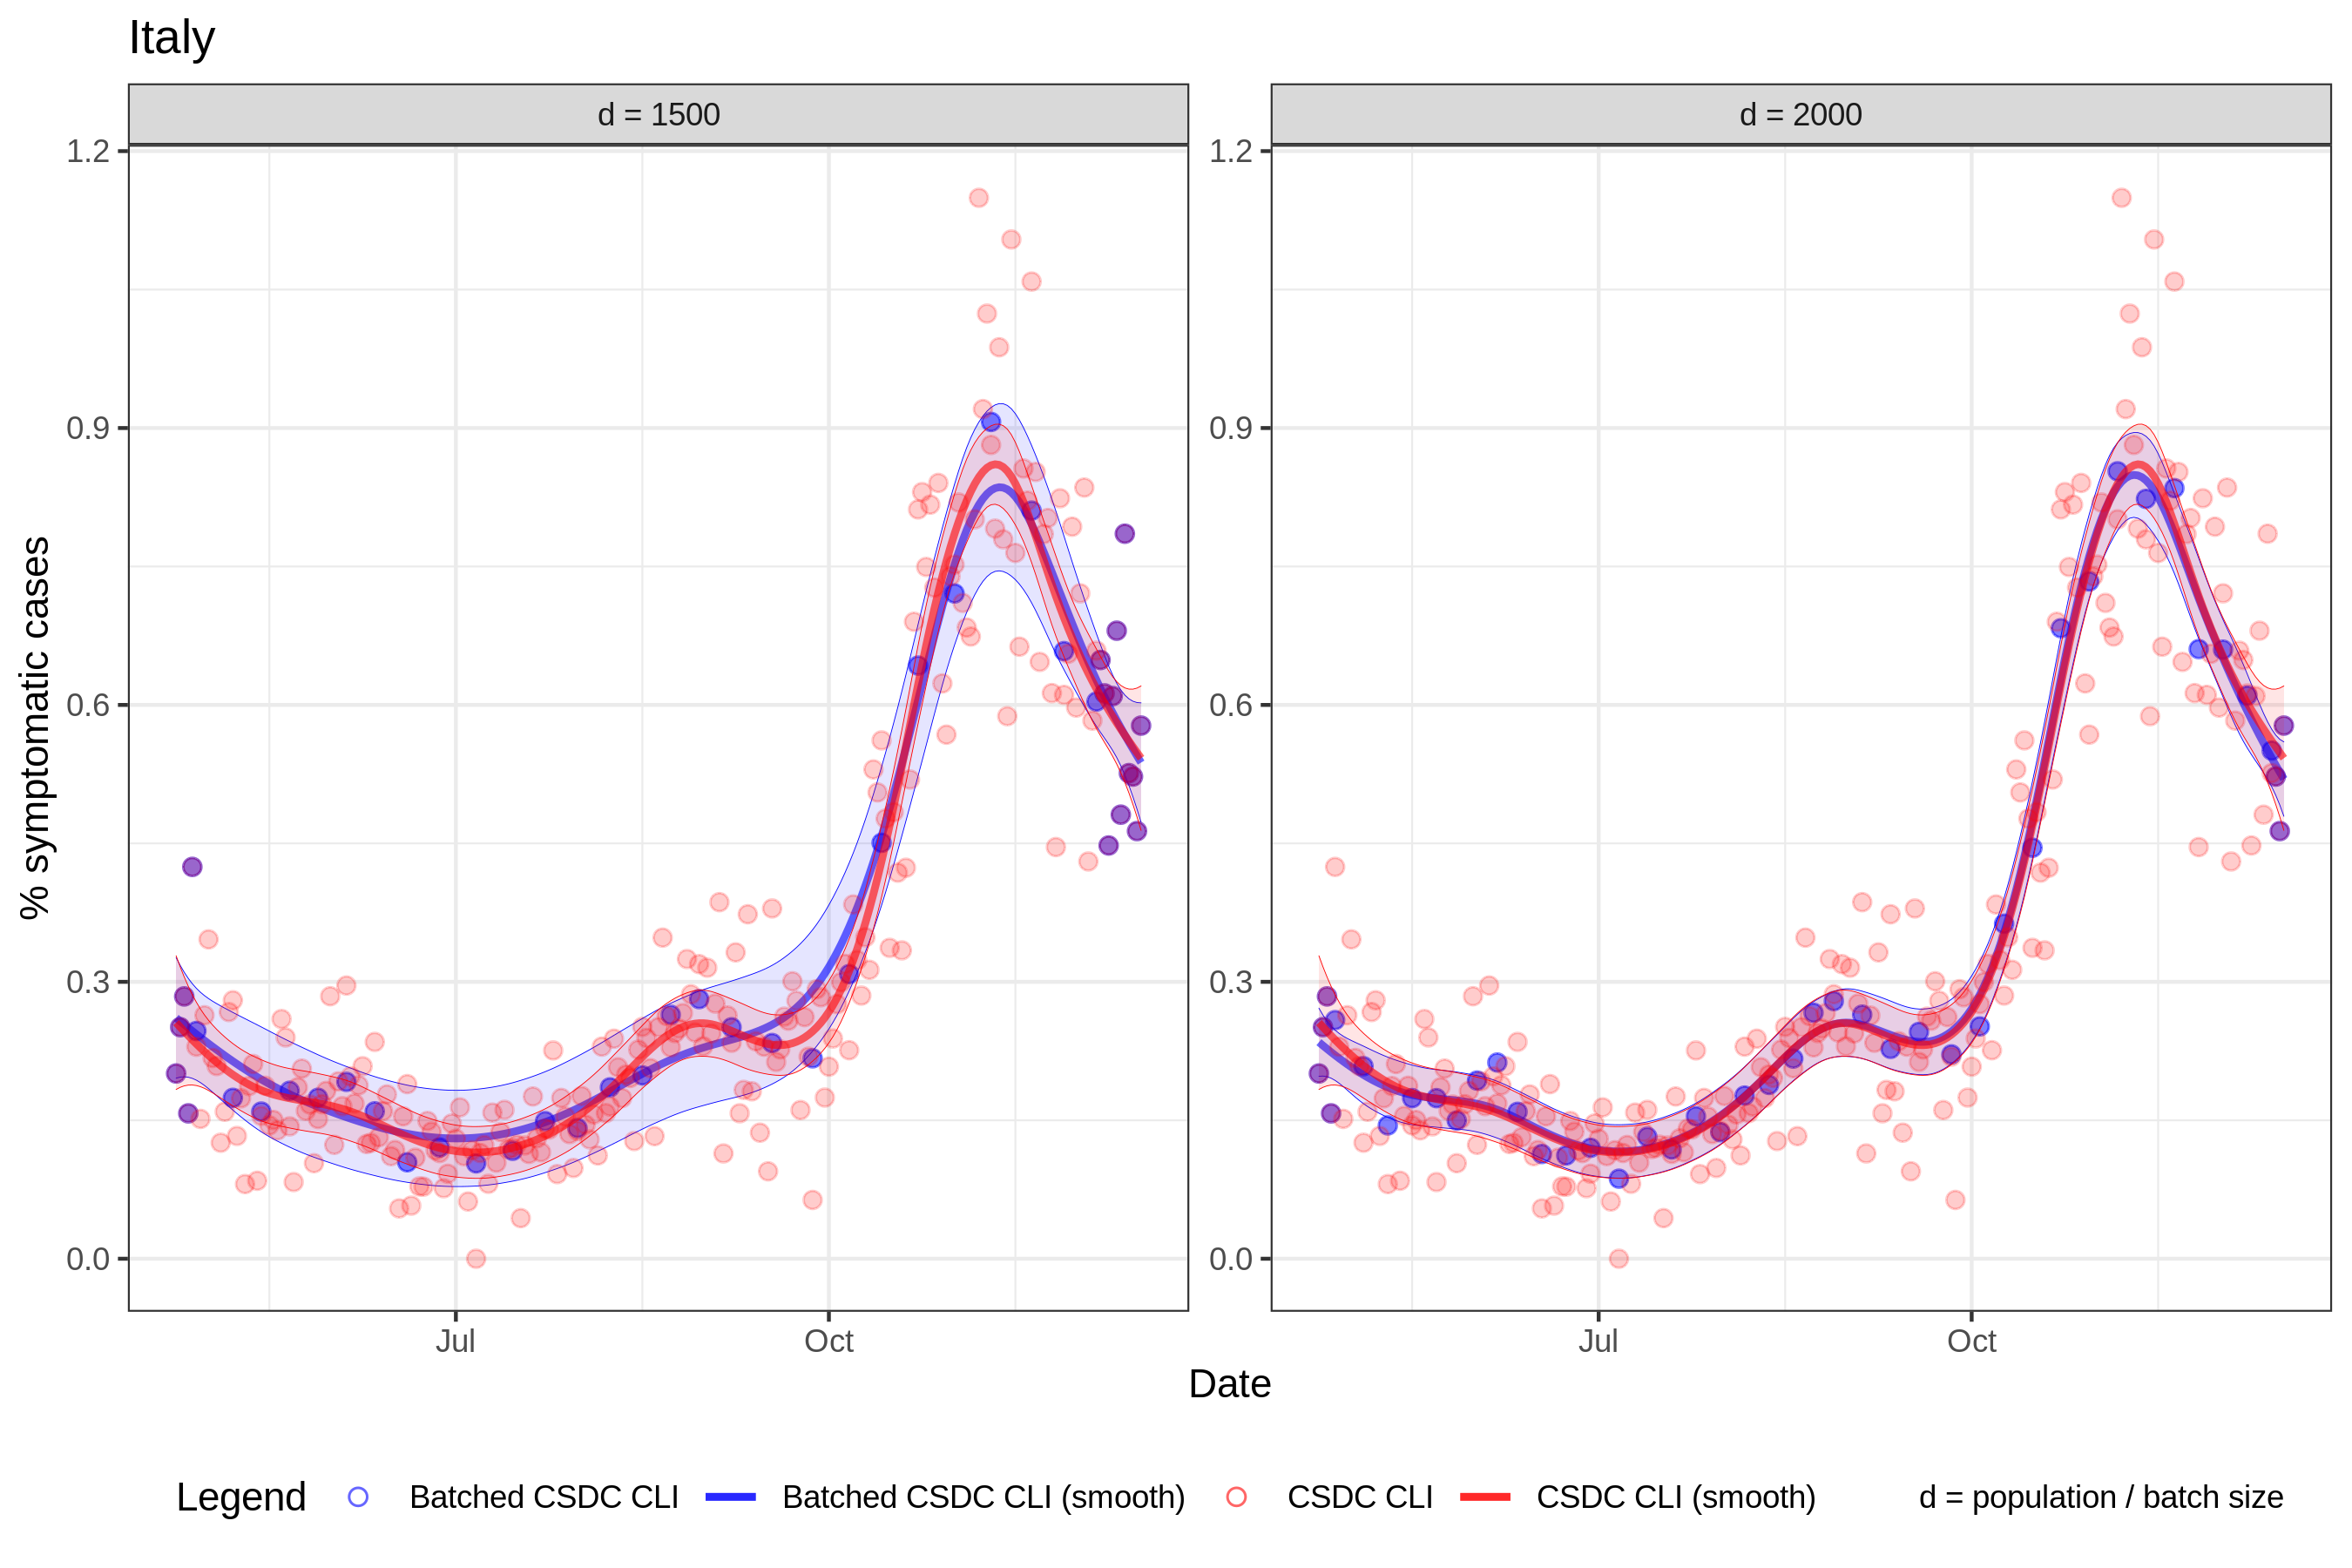 Italy
d = 1500
d = 2000
% symptomatic cases
1.2
0.9
0.6
0.3
0.0
1.2
0.9
0.6
0.3
0.0
Jul
Oct
Jul
Oct
Date
Legend
Batched CSDC CLI
Batched CSDC CLI (smooth)
CSDC CLI
CSDC CLI (smooth)
d = population / batch size